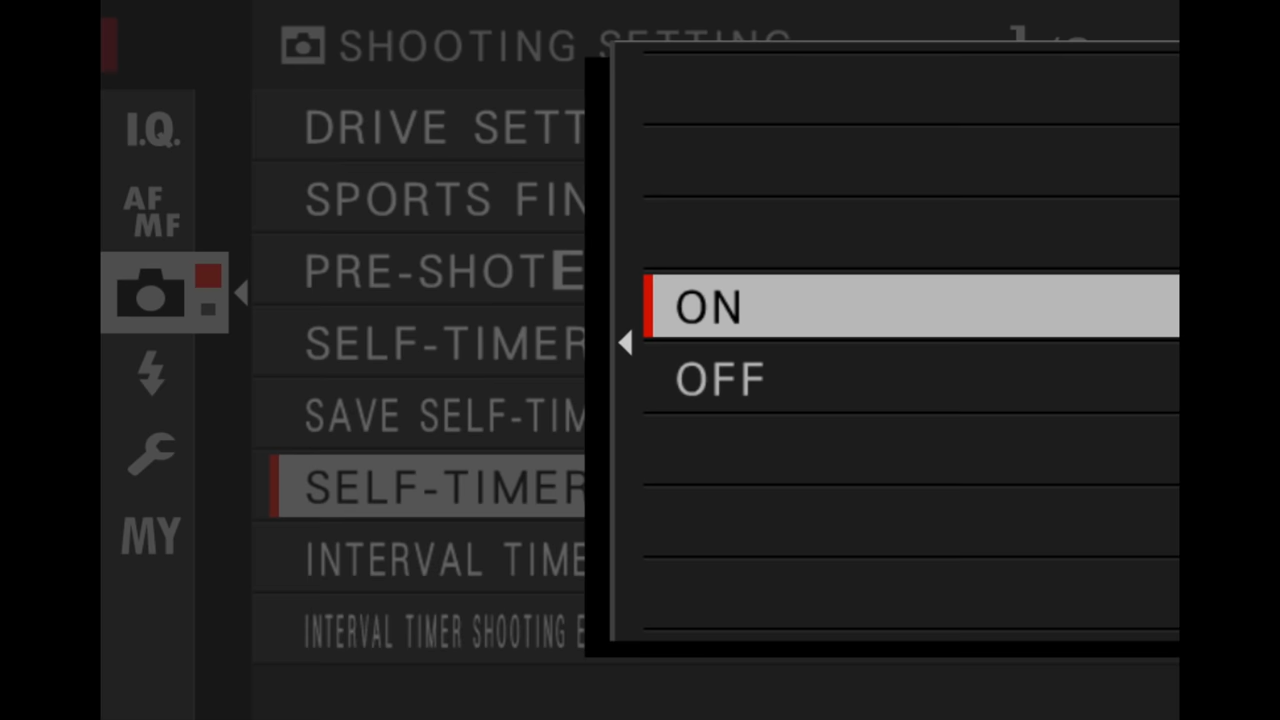 SHOOTING SETTING
I.Q.
AF
MF
MY
DRIVE SETT
SPORTS FIN
PRE-SHOT E
SELF-TIMER
SAVE SELF-TIM
SELF-TIMER
INTERVAL TIME
INTERVAL TIMER SHOOTING E
ON
OFF